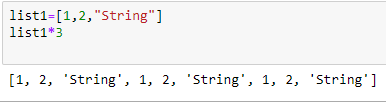 list1=[1,2,"String"]
list1*3
[1, 2, 'String', 1, 2, 'String', 1, 2, 'String']